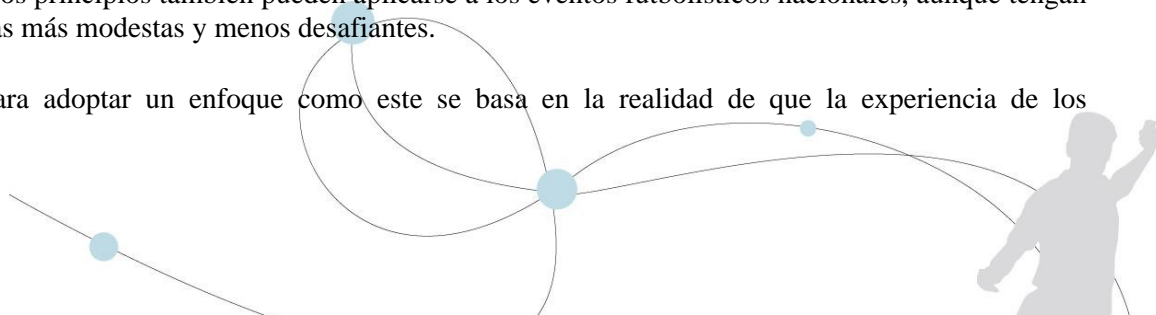 os principios también pueden aplicarse a los eventos futbolísticos nacionales, aunque tengan
as más modestas y menos desafiantes.
ara adoptar un enfoque como este se basa en la realidad de que la experiencia de los